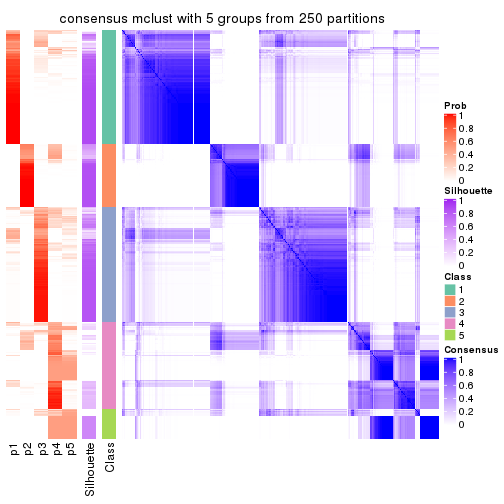 consensus mclust with 5 groups from 250 partitions
Prob
1
0.8
0.6
0.4
0.2
0
Silhouette
1
0.8
0.6
0.4
0.2
0
Class
1
2
3
4
5
Consensus
1
0.8
0.6
0.4
0.2
0
p1
p2
p3
p4
p5
Silhouette
Class